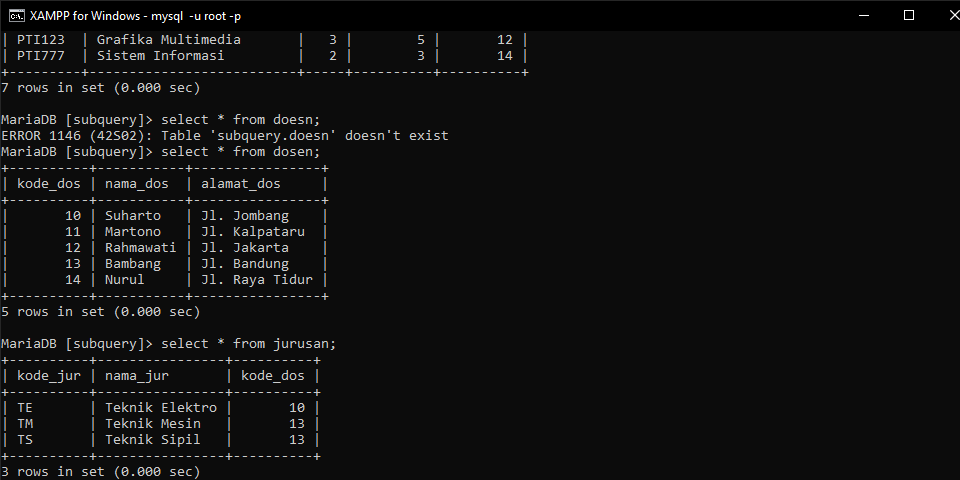 XAMPP for Windows - mysql  -u root -p
| PTI123  | Grafika Multimedia       |   3 |        5 |       12 |
| PTI777  | Sistem Informasi         |   2 |        3 |       14 |
+---------+--------------------------+-----+----------+----------+
7 rows in set (0.000 sec)
MariaDB [subquery]> select * from doesn;
ERROR 1146 (42S02): Table 'subquery.doesn' doesn't exist
MariaDB [subquery]> select * from dosen;
+----------+-----------+----------------+
| kode_dos | nama_dos  | alamat_dos     |
+----------+-----------+----------------+
|       10 | Suharto   | Jl. Jombang    |
|       11 | Martono   | Jl. Kalpataru  |
|       12 | Rahmawati | Jl. Jakarta    |
|       13 | Bambang   | Jl. Bandung    |
|       14 | Nurul     | Jl. Raya Tidur |
+----------+-----------+----------------+
5 rows in set (0.000 sec)
MariaDB [subquery]> select * from jurusan;
+----------+----------------+----------+
| kode_jur | nama_jur       | kode_dos |
+----------+----------------+----------+
| TE       | Teknik Elektro |       10 |
| TM       | Teknik Mesin   |       13 |
| TS       | Teknik Sipil   |       13 |
+----------+----------------+----------+
3 rows in set (0.000 sec)